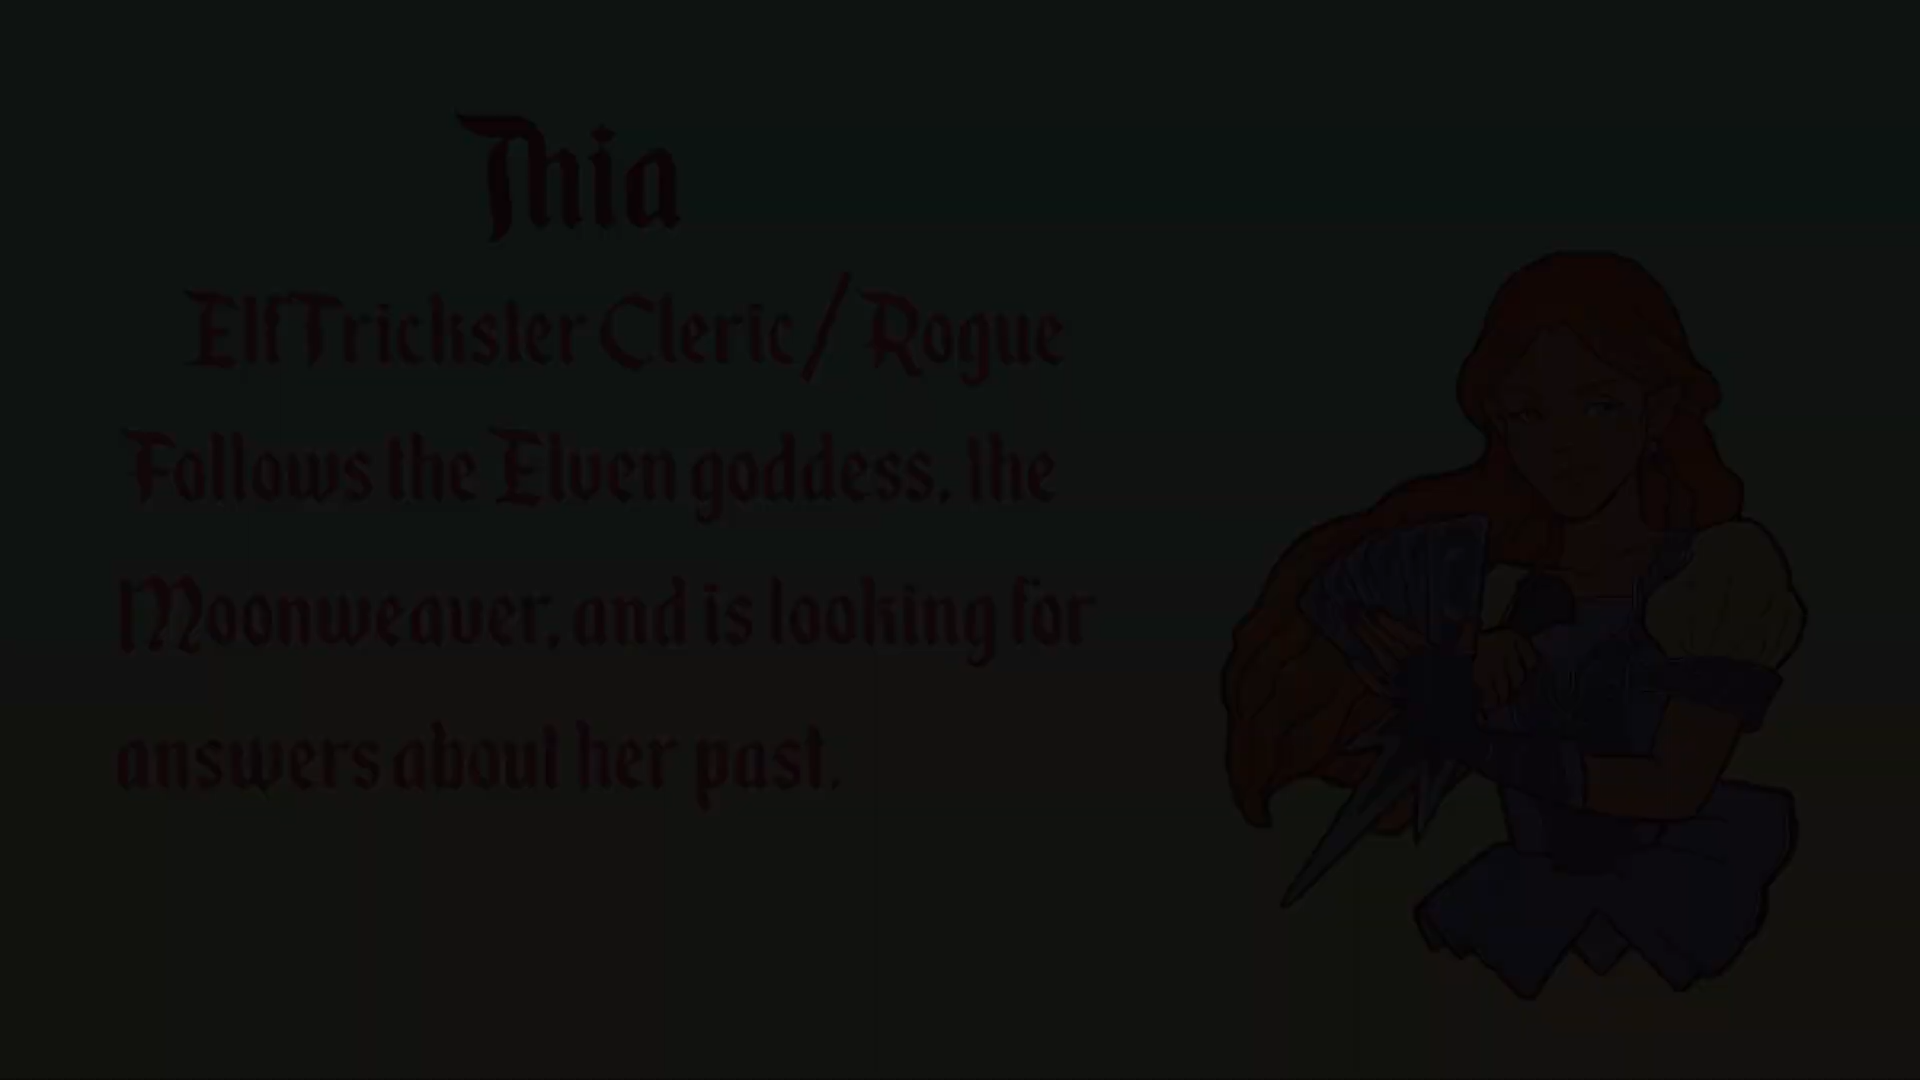 Thia
Elf Trickster Cleric/Rogue
Follows the Elven goddess, the
Moonweaver, and is looking for
answers about her past.